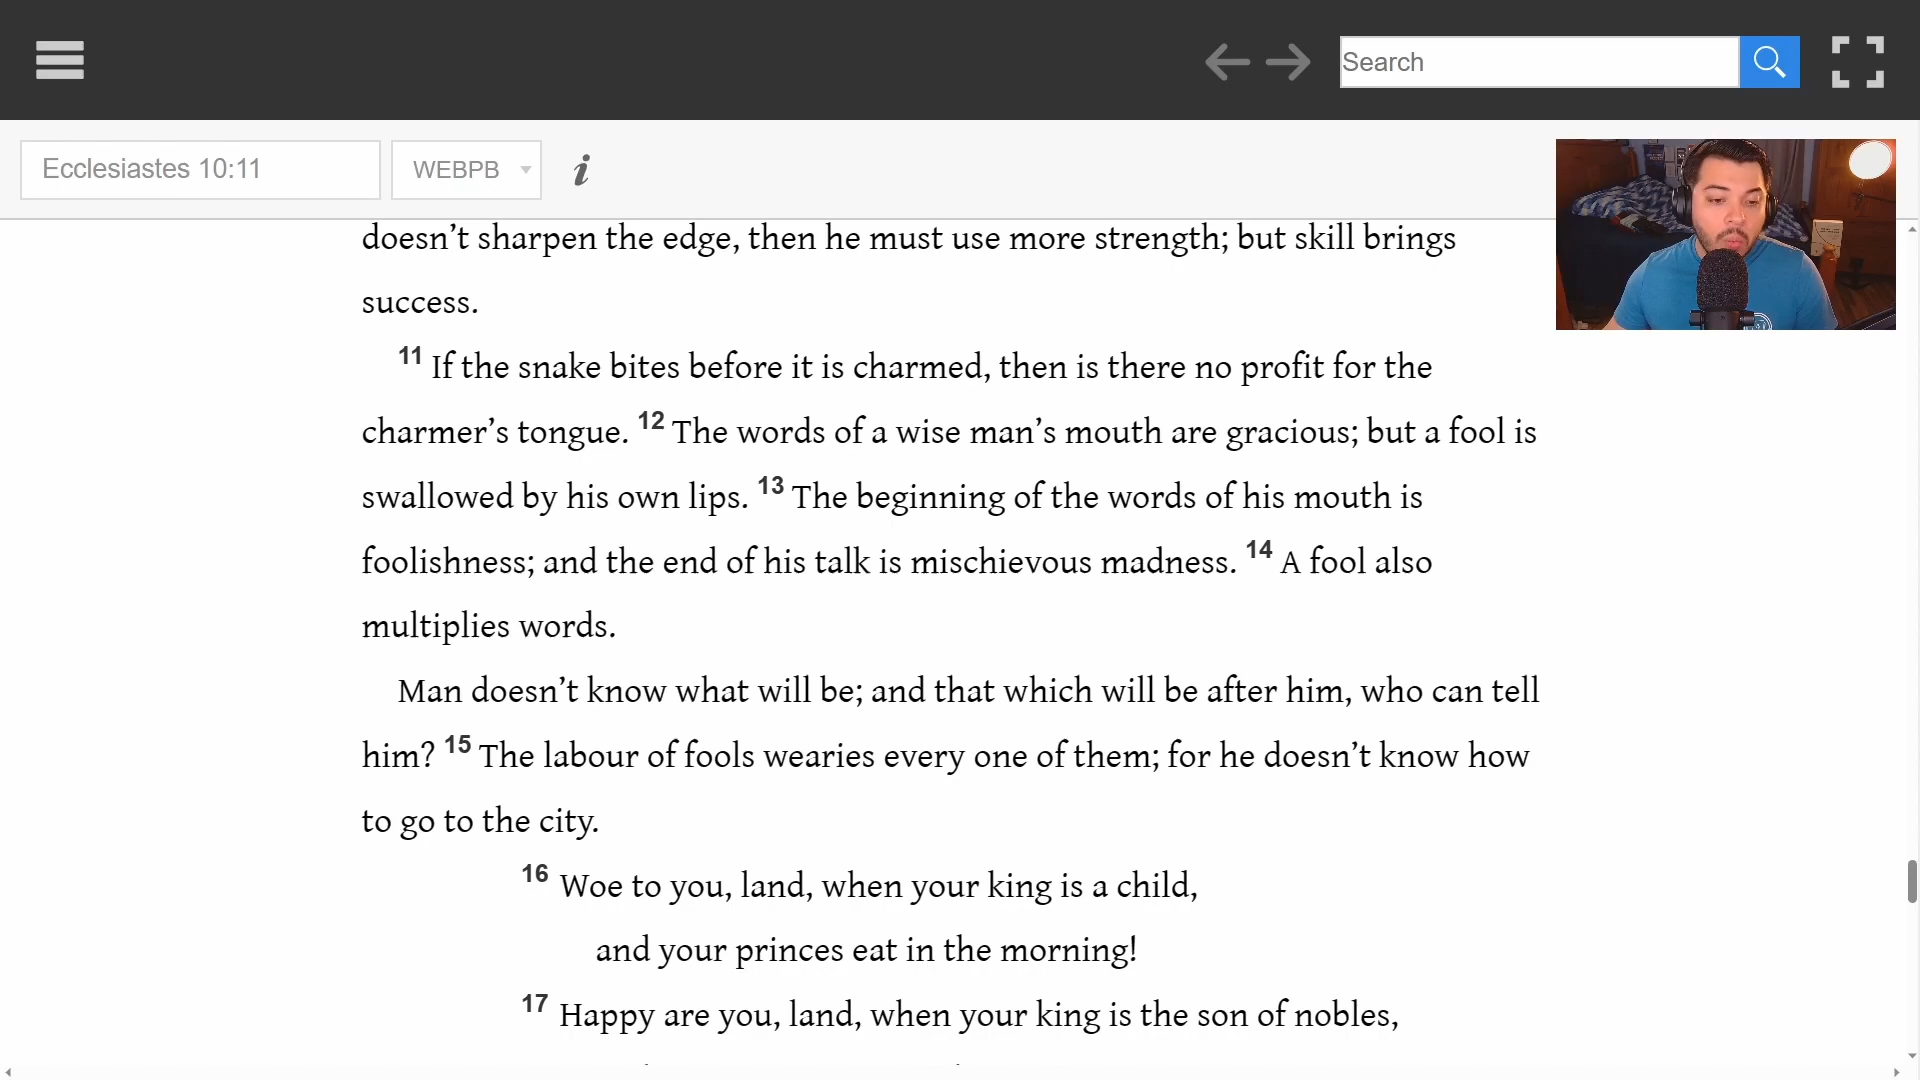 Search
Ecclesiastes 10:11
WEBPB
i
doesn’t sharpen the edge, then he must use more strength; but skill brings
success.
11 If the snake bites before it is charmed, then is there no profit for the
charmer’s tongue. 12 The words of a wise man’s mouth are gracious; but a fool is
swallowed by his own lips. 13 The beginning of the words of his mouth is
foolishness; and the end of his talk is mischievous madness. 14 A fool also
multiplies words.
Man doesn’t know what will be; and that which will be after him, who can tell
him? 15 The labour of fools wearies every one of them; for he doesn’t know how
to go to the city.
16 Woe to you, land, when your king is a child,
and your princes eat in the morning!
17 Happy are you, land, when your king is the son of nobles,